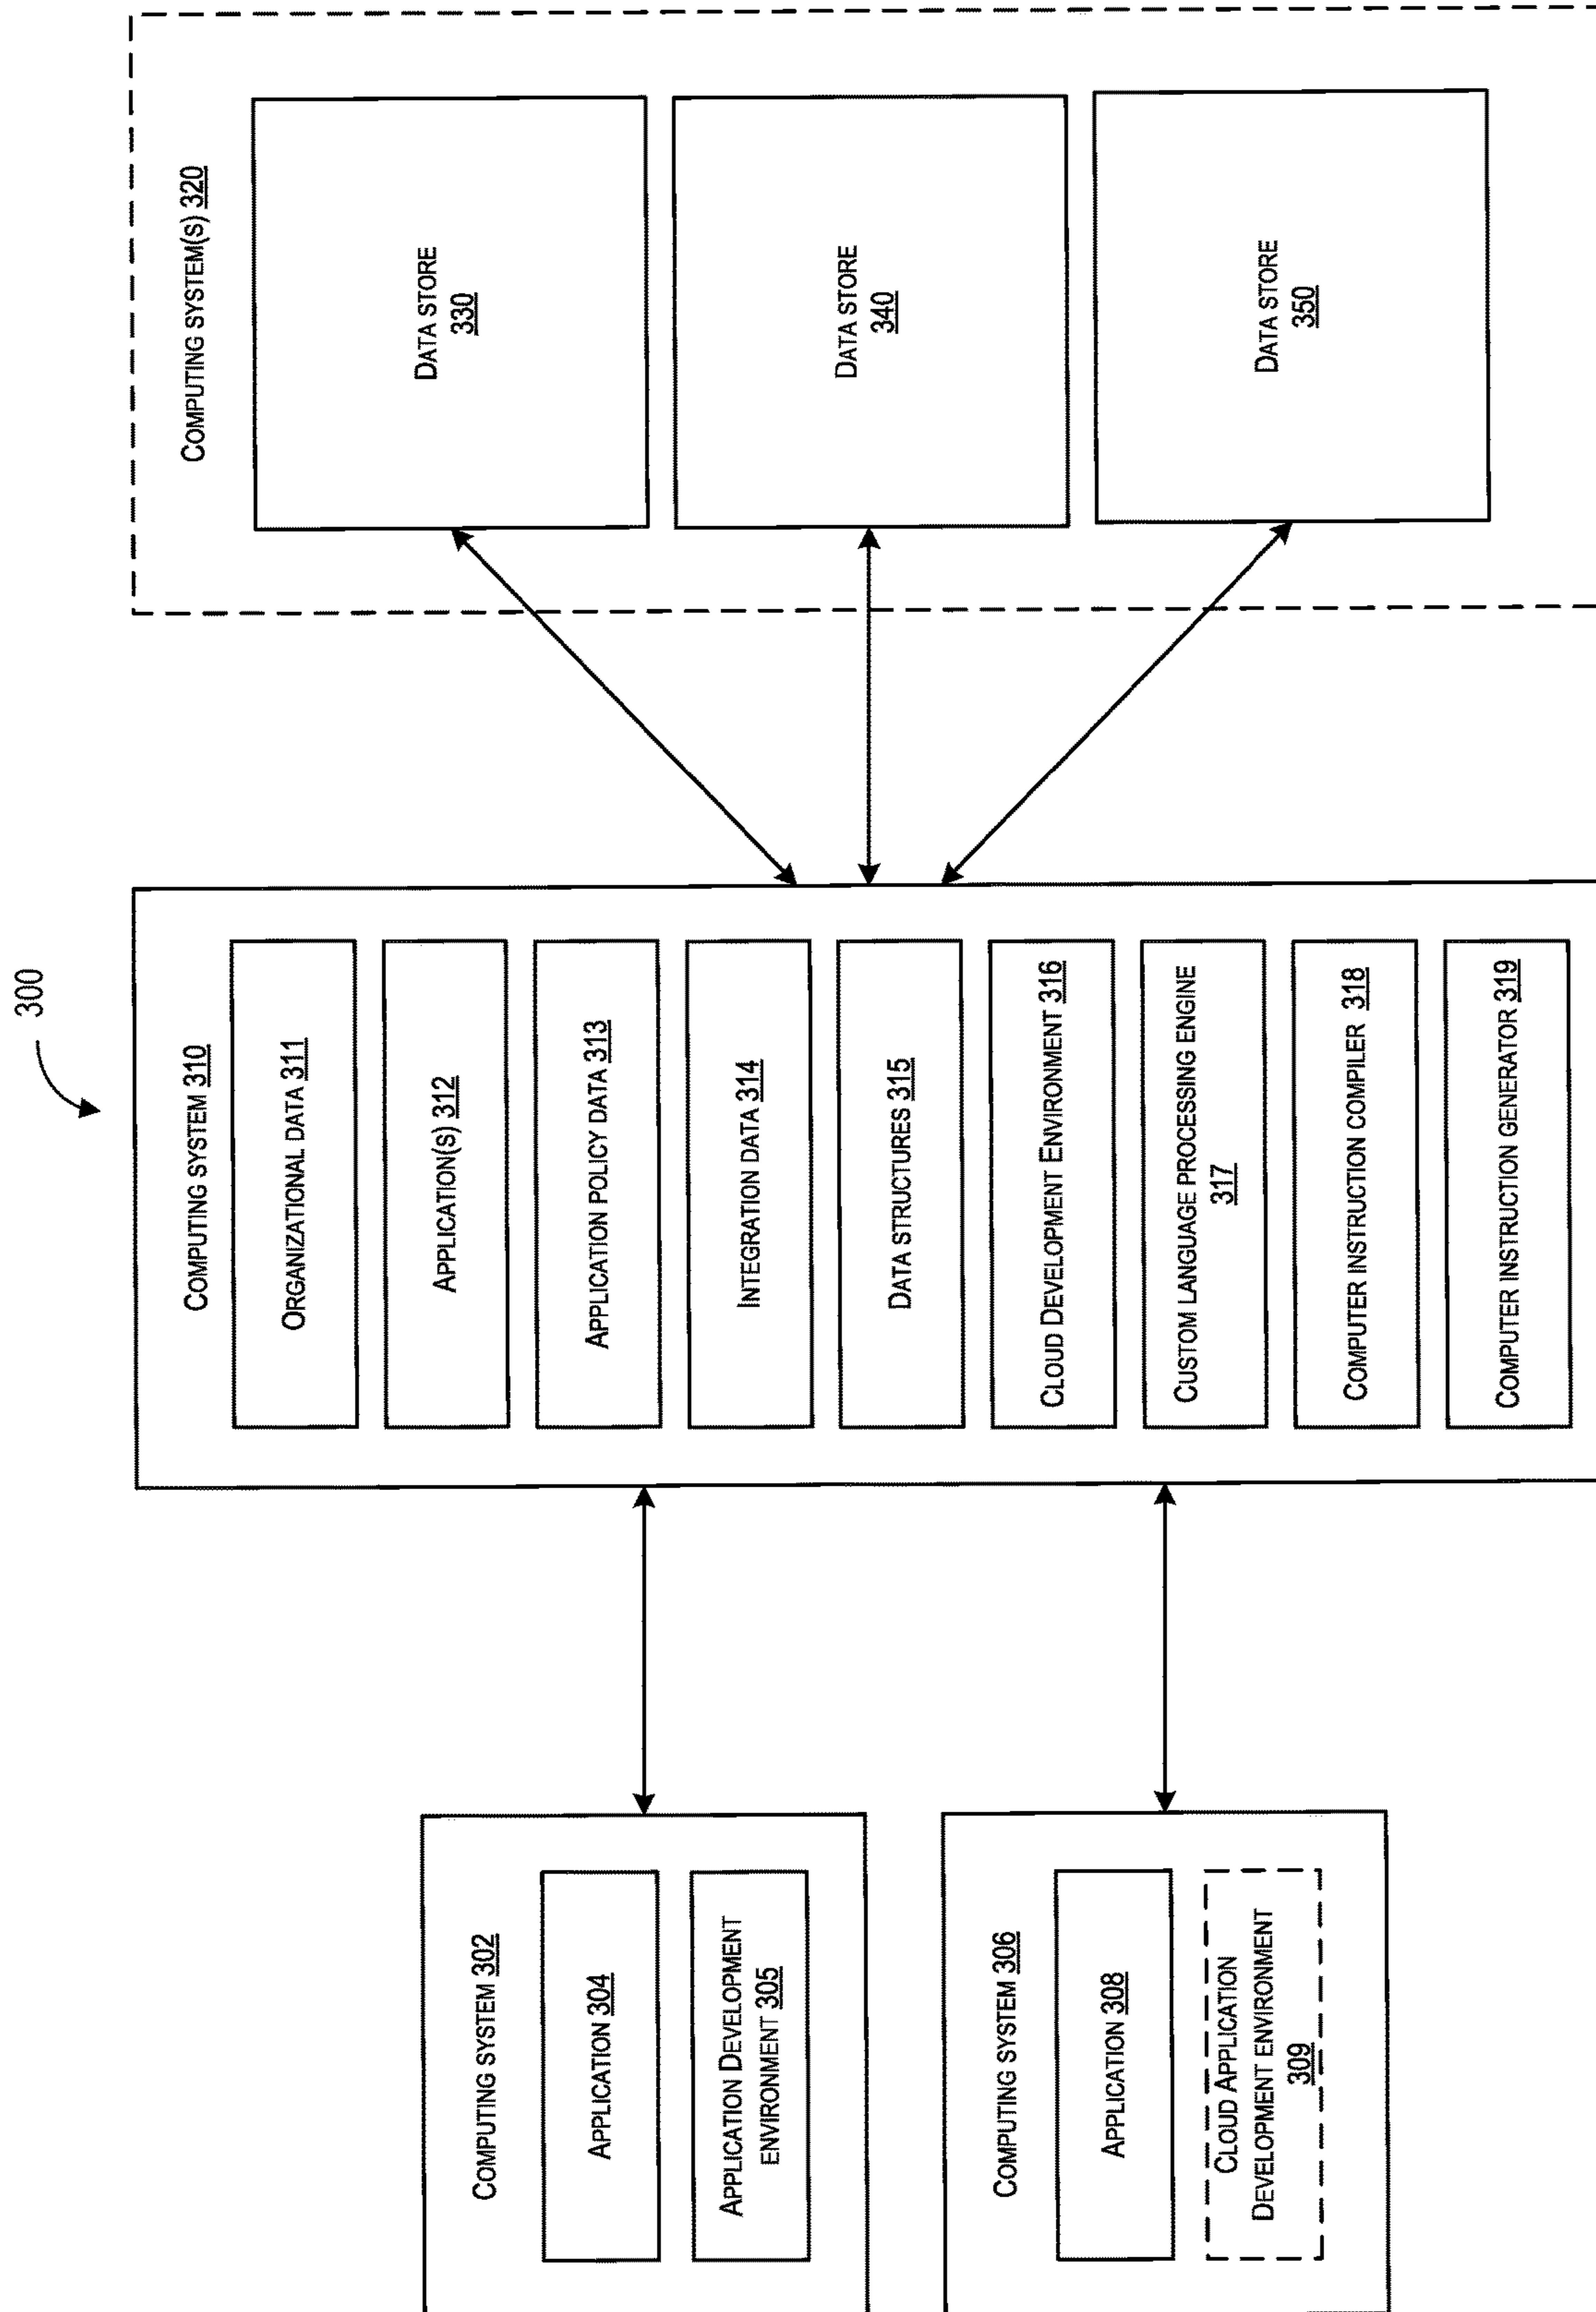 300
COMPUTING SYSTEM 302
APPLICATION 304
APPLICATION DEVELOPMENT
ENVIRONMENT 305
COMPUTING SYSTEM 306
APPLICATION 308
CLOUD APPLICATION
DEVELOPMENT ENVIRONMENT
309
COMPUTING SYSTEM 310
ORGANIZATIONAL DATA 311
APPLICATION(S) 312
APPLICATION POLICY DATA 313
INTEGRATION DATA 314
DATA STRUCTURES 315
CLOUD DEVELOPMENT ENVIRONMENT 316
CUSTOM LANGUAGE PROCESSING ENGINE
317
COMPUTER INSTRUCTION COMPILER 318
COMPUTER INSTRUCTION GENERATOR 319
COMPUTING SYSTEM(S) 320
DATA STORE
330
DATA STORE
340
DATA STORE
350